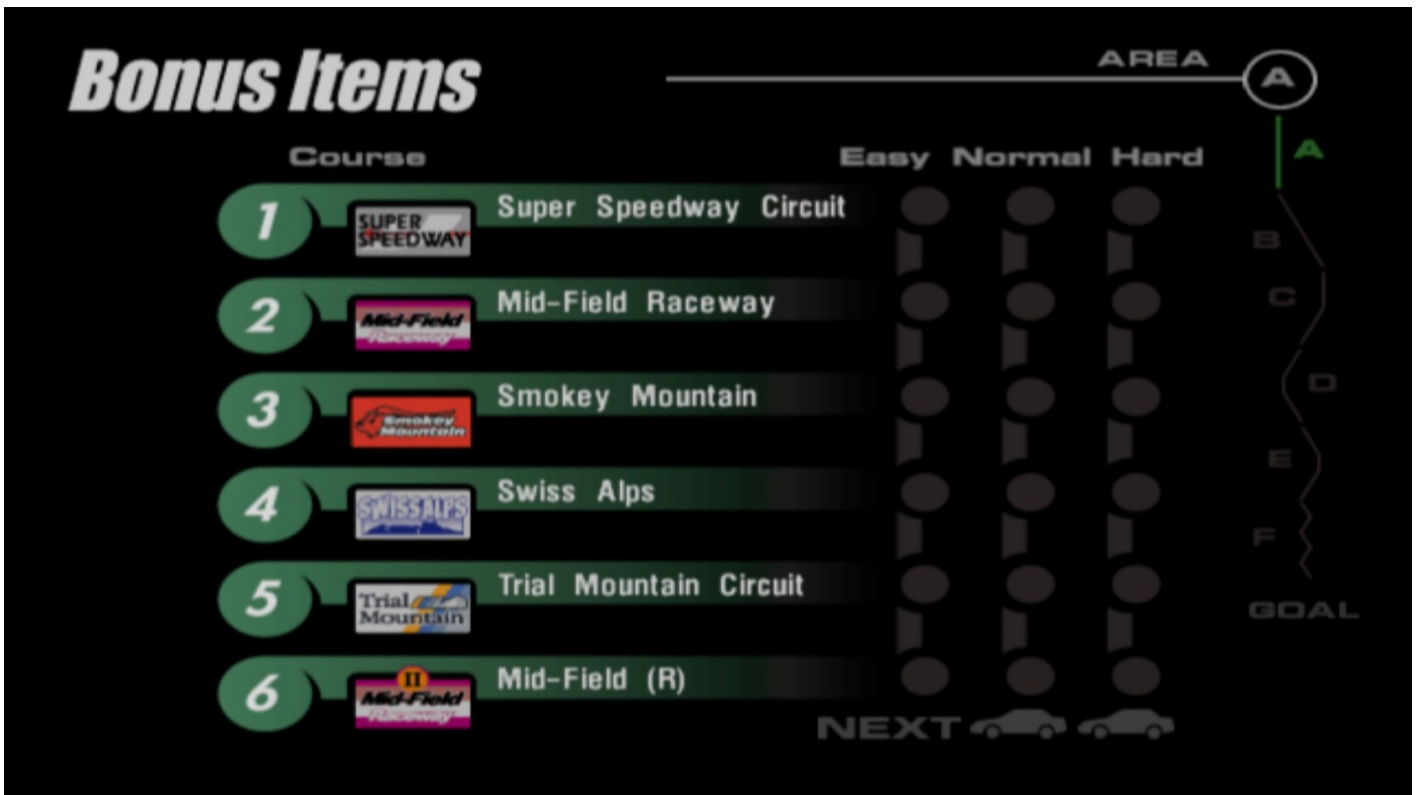 Bonus Items
AREA A
Course Easy Normal Hard
A
1 SUPER SPEEDWAY Super Speedway Circuit
B
2 Mid-Field Raceway Mid-Field Raceway
C
3 Smokey Mountain Smokey Mountain
D
4 SWISS ALPS Swiss Alps
E
F
5 Trial Mountain Trial Mountain Circuit
GOAL
6 II Mid-Field Raceway Mid-Field (R)
NEXT